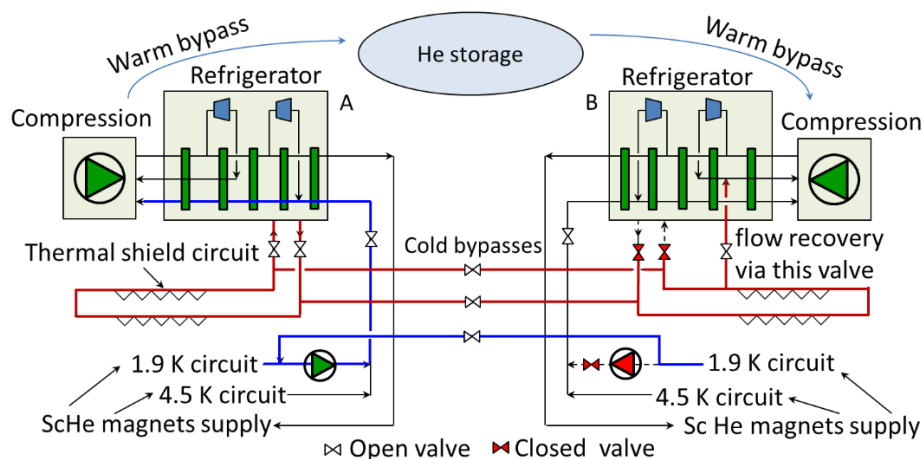 Warm bypass
He storage
Warm bypass
Refrigerator
A
B
Refrigerator
Compression
Compression
Thermal shield circuit
Cold bypasses
flow recovery
via this valve
1.9 K circuit
1.9 K circuit
4.5 K circuit
4.5 K circuit
ScHe magnets supply
Sc He magnets supply
Open valve
Closed valve